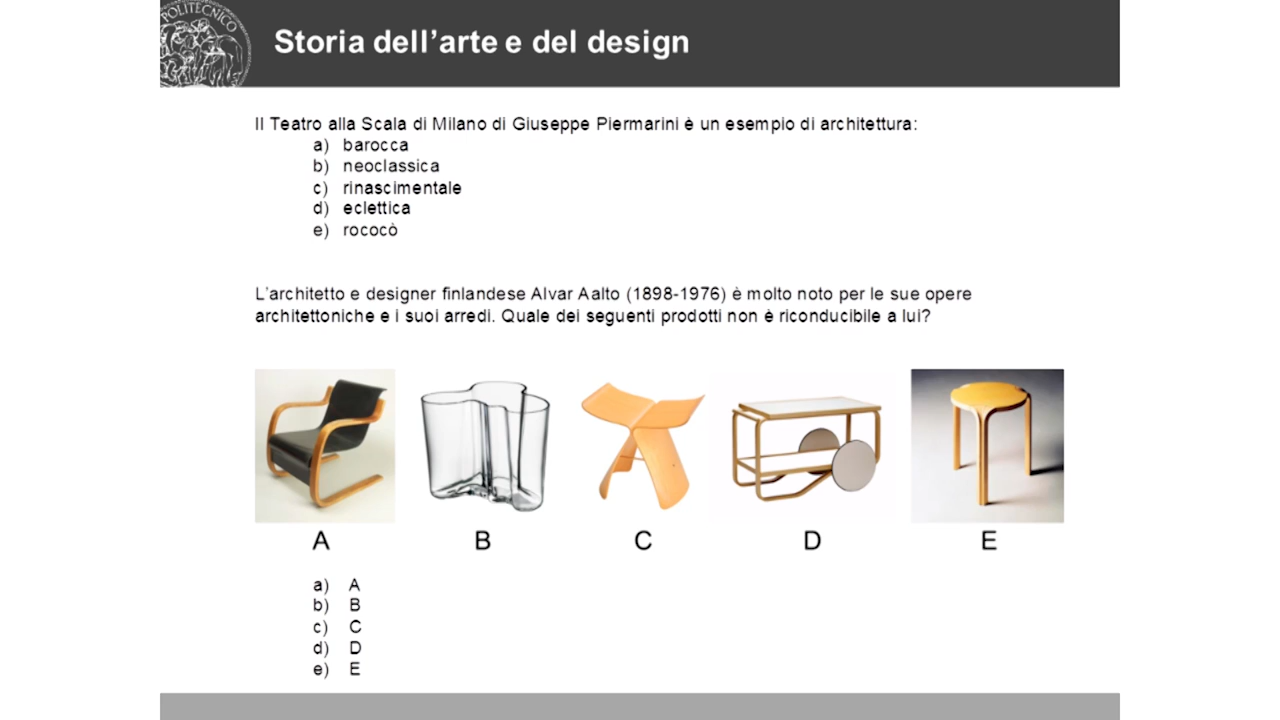 POLITECNICO
Storia dell'arte e del design
Il Teatro alla Scala di Milano di Giuseppe Piermarini è un esempio di architettura:
a) barocca
b) neoclassica
c) rinascimentale
d) eclettica
e) rococò
L'architetto e designer finlandese Alvar Aalto (1898-1976) è molto noto per le sue opere
architettoniche e i suoi arredi. Quale dei seguenti prodotti non è riconducibile a lui?
A B C D E
a) A
b) B
c) C
d) D
e) E